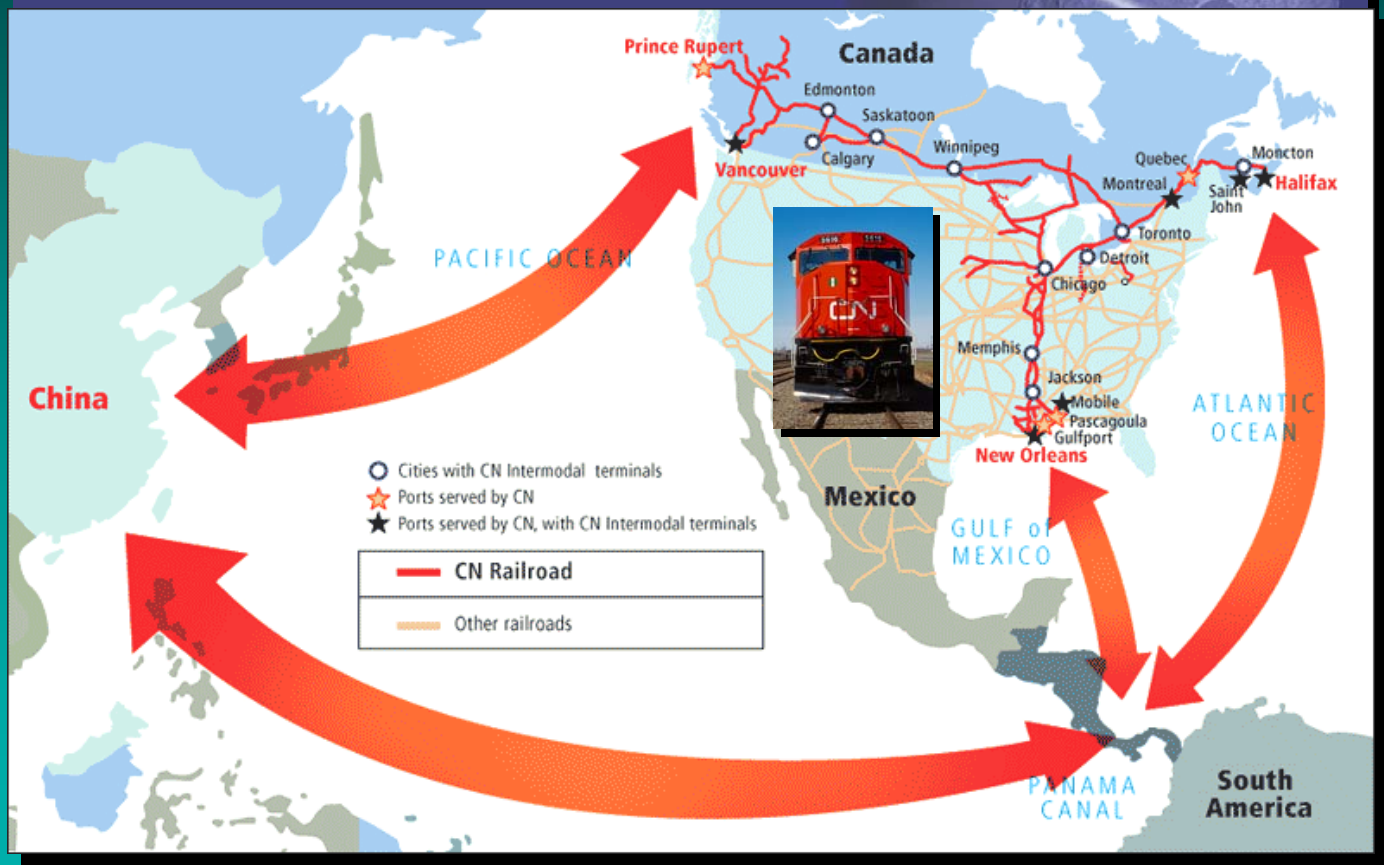 Prince Rupert
Canada
Edmonton
Saskatoon
Winnipeg
Calgary
Vancouver
Quebec
Moncton
Montreal
Halifax
Saint
John
Toronto
Detroit
Chicago
PACIFIC OCEAN
CN
Memphis
Jackson
Mobile
Pascagoula
Gulfport
New Orleans
China
ATLANTIC
OCEAN
Cities with CN Intermodal terminals
Ports served by CN
Ports served by CN, with CN Intermodal terminals
Mexico
GULF of
MEXICO
CN Railroad
Other railroads
PANAMA
CANAL
South
America